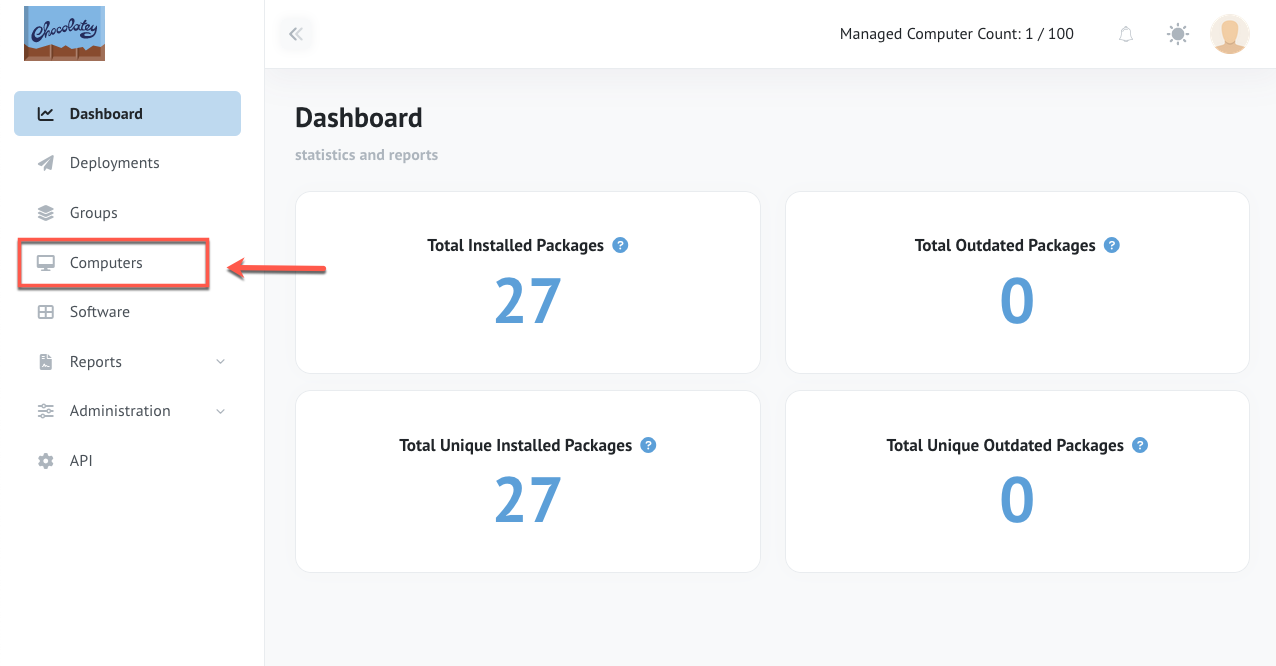 Chocolatey
Managed Computer Count: 1 / 100
Dashboard
Deployments
Groups
Computers
Software
Reports
Administration
API
Dashboard
statistics and reports
Total Installed Packages ?
27
Total Outdated Packages ?
0
Total Unique Installed Packages ?
27
Total Unique Outdated Packages ?
0